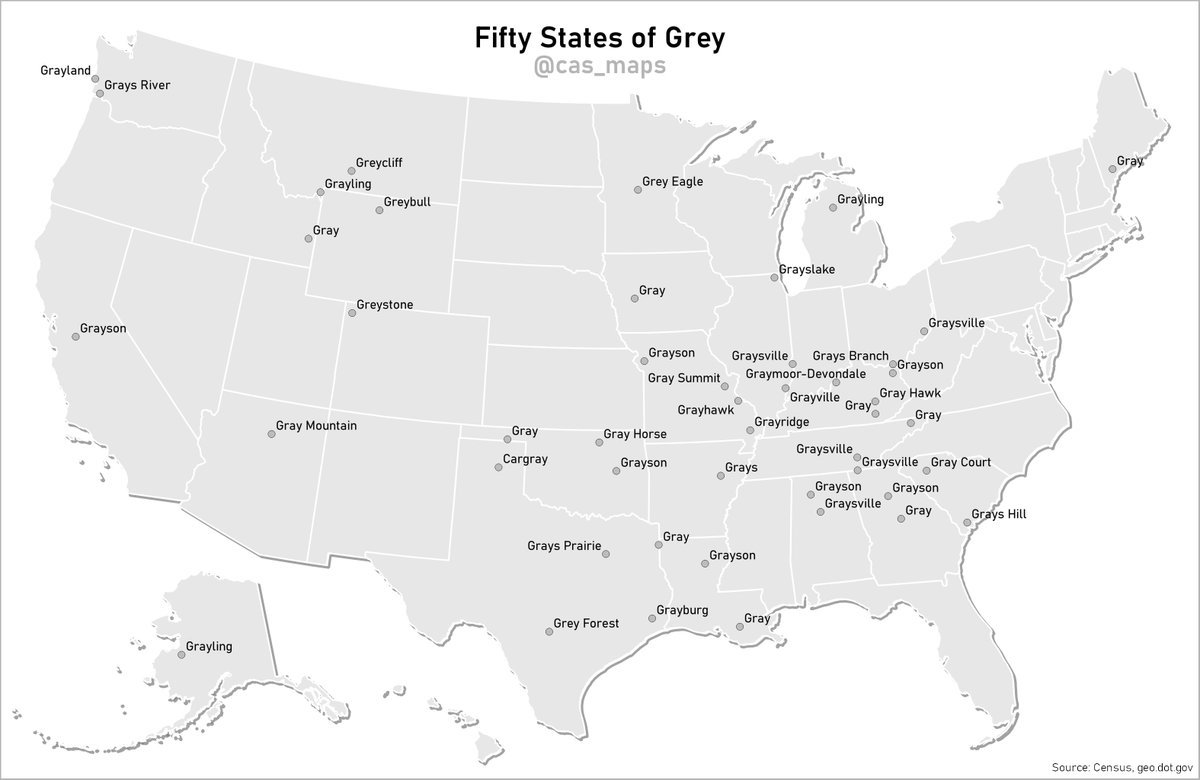 Fifty States of Grey
@cas_maps
Grayland
Grays River
Greycliff
Grayling
Greybull
Gray
Grey Eagle
Grayling
Gray
Grayslake
Gray
Greystone
Grayson
Graysville
Grayson
Graysville
Grays Branch
Grayson
Gray Summit
Graymoor-Devondale
Grayville
Gray Hawk
Grayhawk
Gray
Gray
Grayridge
Gray Mountain
Gray
Gray Horse
Cargray
Grayson
Grays
Graysville
Graysville
Gray Court
Grayson
Grayson
Graysville
Gray
Grays Hill
Grays Prairie
Gray
Grayson
Grey Forest
Grayburg
Gray
Grayling
Source: Census, geo.dot.gov